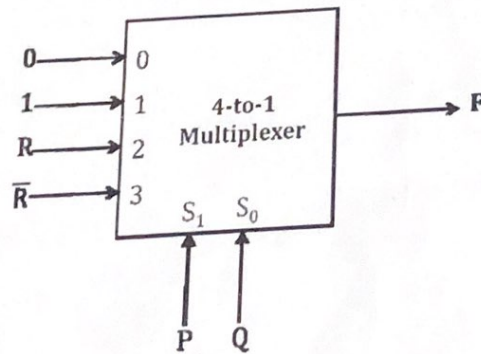 0 0
1 1
R 2
R̅ 3
4-to-1
Multiplexer
F
S₁ S₀
P Q